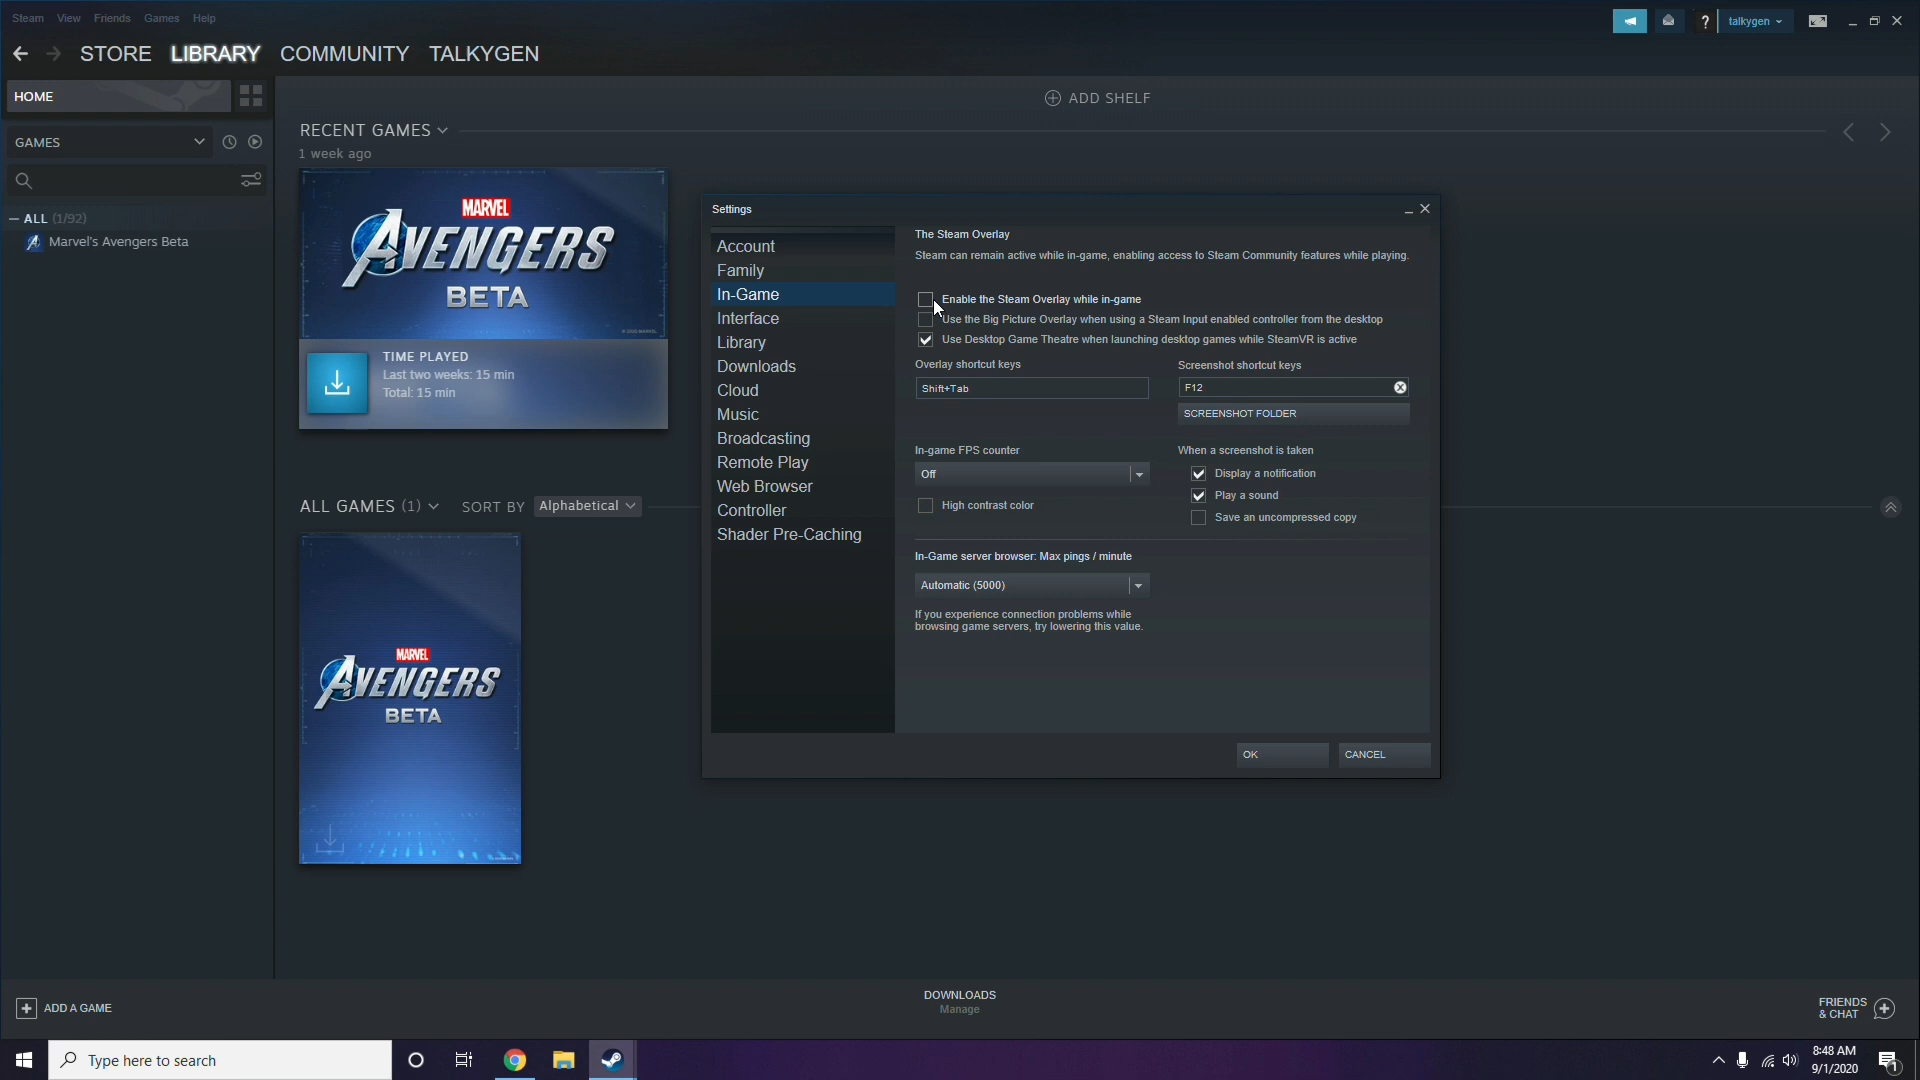 Steam View Friends Games Help
talkygen
STORE LIBRARY COMMUNITY TALKYGEN
HOME
ADD SHELF
GAMES
RECENT GAMES
1 week ago
ALL (1/92)
Marvel's Avengers Beta
MARVEL
AVENGERS
BETA
TIME PLAYED
Last two weeks: 15 min
Total: 15 min
ALL GAMES (1) SORT BY Alphabetical
MARVEL
AVENGERS
BETA
Settings
Account
Family
In-Game
Interface
Library
Downloads
Cloud
Music
Broadcasting
Remote Play
Web Browser
Controller
Shader Pre-Caching
The Steam Overlay
Steam can remain active while in-game, enabling access to Steam Community features while playing.
Enable the Steam Overlay while in-game
Use the Big Picture Overlay when using a Steam Input enabled controller from the desktop
Use Desktop Game Theatre when launching desktop games while SteamVR is active
Overlay shortcut keys
Shift+Tab
Screenshot shortcut keys
F12
SCREENSHOT FOLDER
In-game FPS counter
Off
High contrast color
When a screenshot is taken
Display a notification
Play a sound
Save an uncompressed copy
In-Game server browser: Max pings / minute
Automatic (5000)
If you experience connection problems while
browsing game servers, try lowering this value.
OK CANCEL
ADD A GAME
DOWNLOADS
Manage
FRIENDS
& CHAT
Type here to search
8:48 AM
9/1/2020
1